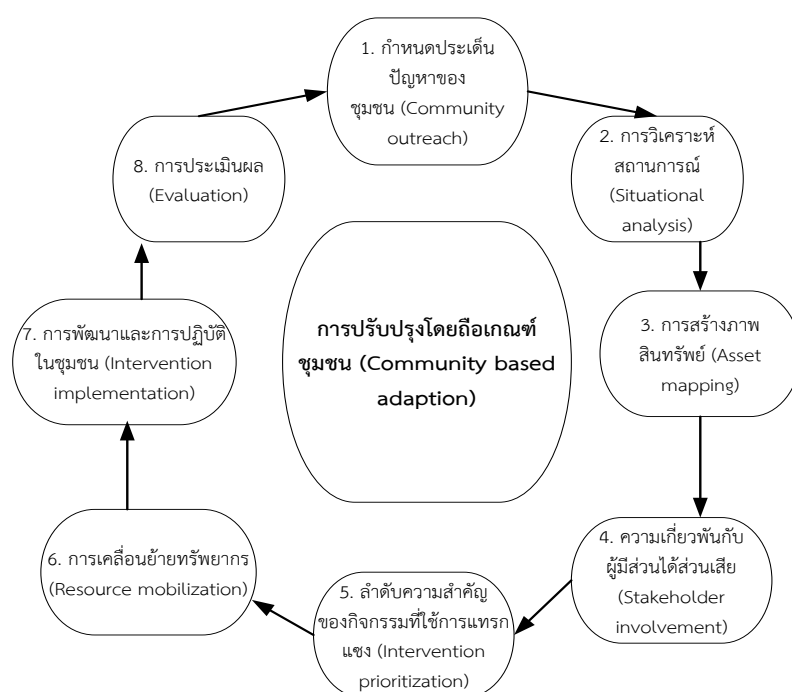 1. กำหนดประเด็น
ปัญหาของ
ชุมชน (Community
outreach)
2. การวิเคราะห์
สถานการณ์
(Situational
analysis)
3. การสร้างภาพ
สินทรัพย์ (Asset
mapping)
4. ความเกี่ยวพันกับ
ผู้มีส่วนได้ส่วนเสีย
(Stakeholder
involvement)
5. ลำดับความสำคัญ
ของกิจกรรมที่ใช้การแทรก
แซง (Intervention
prioritization)
6. การเคลื่อนย้ายทรัพยากร
(Resource mobilization)
7. การพัฒนาและการปฏิบัติ
ในชุมชน (Intervention
implementation)
8. การประเมินผล
(Evaluation)
การปรับปรุงโดยถือเกณฑ์
ชุมชน (Community based
adaption)